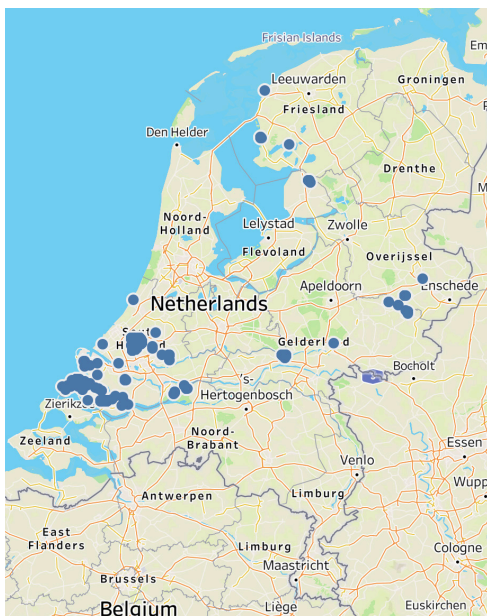 Frisian-Islands
Em
Leeuwarden
Groningen
Friesland
Den Helder
Drenthe
Noord-
Holland
Lelystad
Zwolle
Flevoland
Overijssel
Apeldoorn
Enschede
Netherlands
Gelderland
Bocholt
's-
Hertogenbosch
Zierikz
Zeeland
Noord-
Brabant
Essen
Venlo
Wupp
Antwerpen
Limburg
East
Flanders
Limburg
Cologne
Maastricht
Brussels
Liège
Euskirchen
Belgium